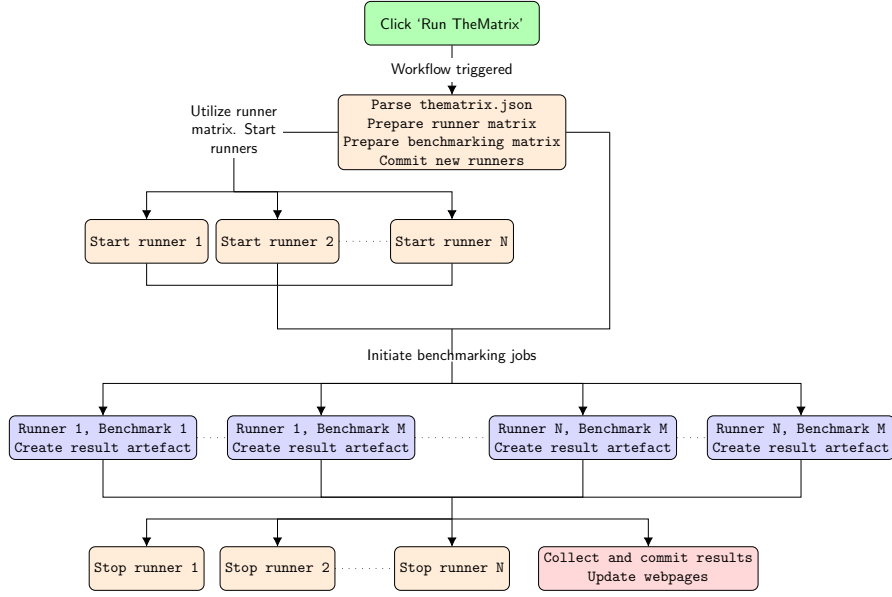 Click ‘Run TheMatrix’
Workflow triggered
Parse thematrix.json
Prepare runner matrix
Prepare benchmarking matrix
Commit new runners
Utilize runner
matrix. Start
runners
Start runner 1
Start runner 2
Start runner N
Initiate benchmarking jobs
Runner 1, Benchmark 1
Create result artefact
Runner 1, Benchmark M
Create result artefact
Runner N, Benchmark M
Create result artefact
Runner N, Benchmark M
Create result artefact
Stop runner 1
Stop runner 2
Stop runner N
Collect and commit results
Update webpages